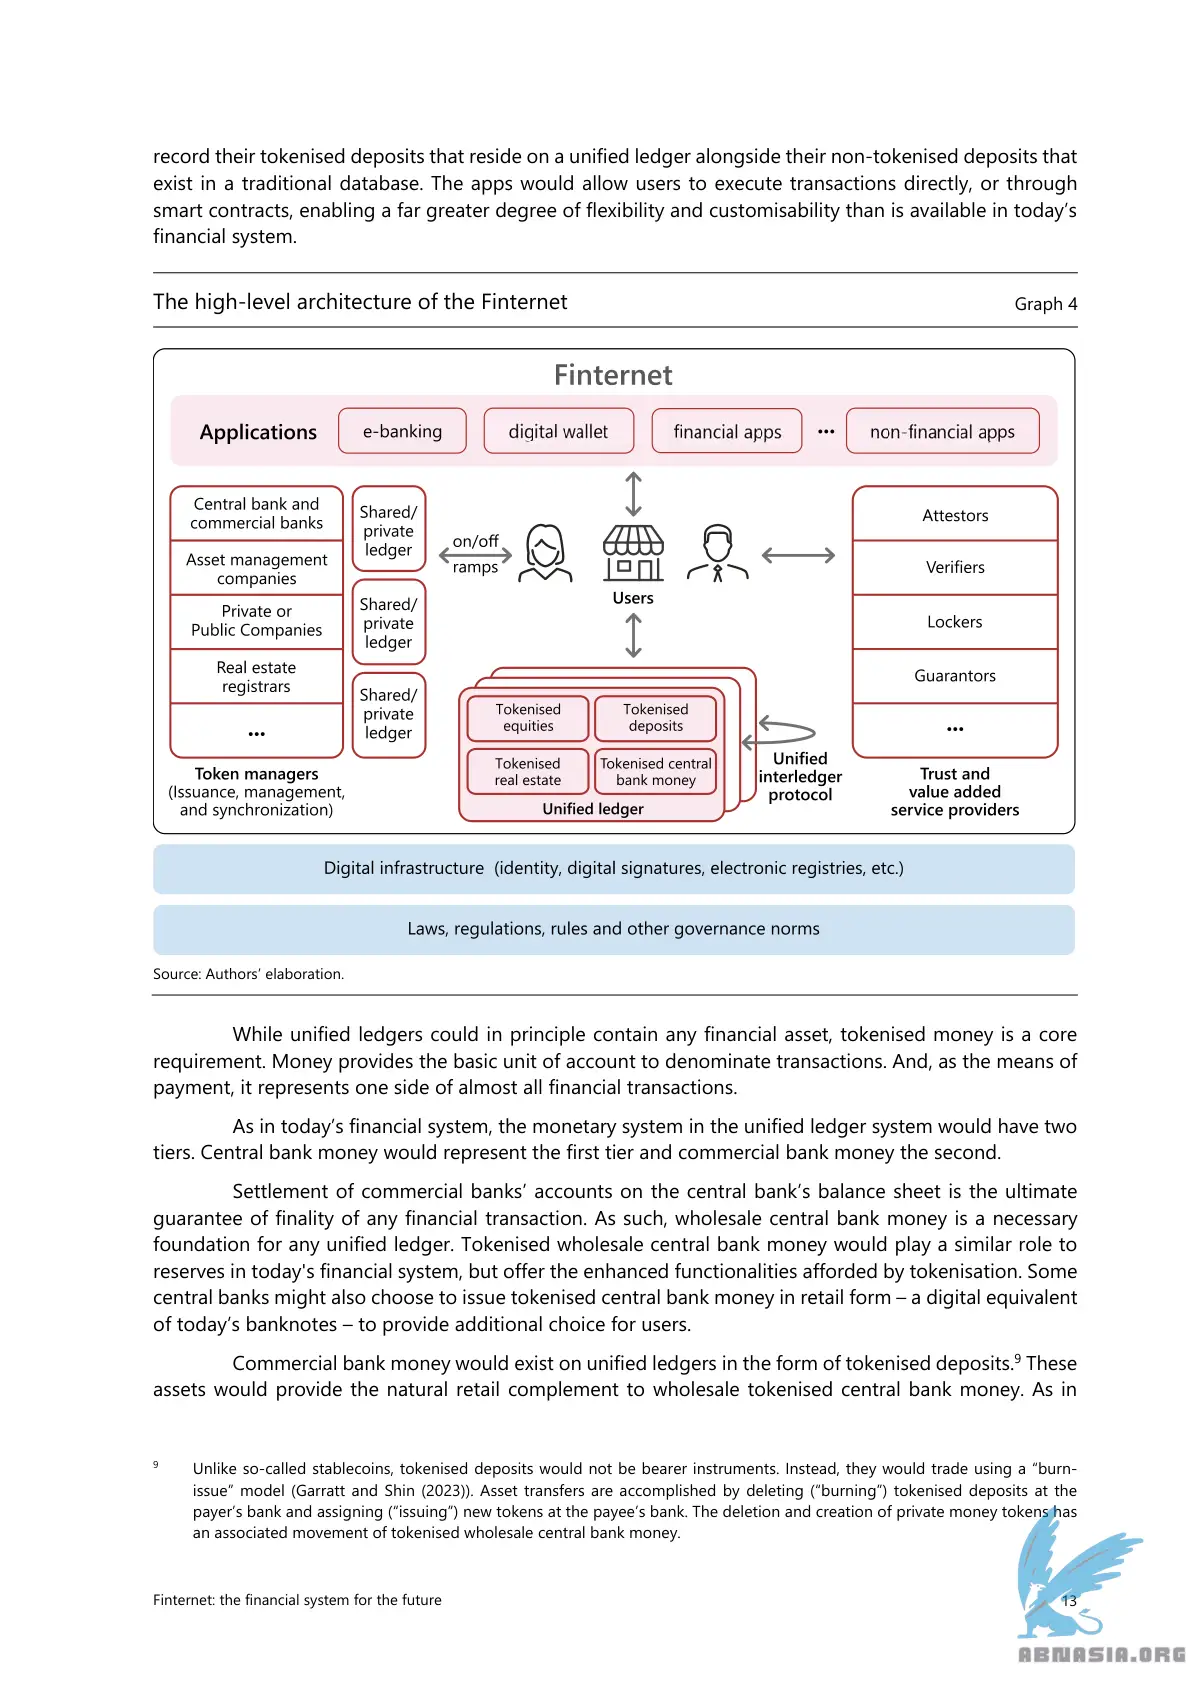 record their tokenised deposits that reside on a unified ledger alongside their non-tokenised deposits that
exist in a traditional database. The apps would allow users to execute transactions directly, or through
smart contracts, enabling a far greater degree of flexibility and customisability than is available in today’s
financial system.
The high-level architecture of the Finternet
Graph 4
Finternet
Applications
e-banking
digital wallet
financial apps
...
non-financial apps
Central bank and
commercial banks
Asset management
companies
Private or
Public Companies
Real estate
registrars
...
Token managers
(Issuance, management,
and synchronization)
Shared/
private
ledger
Shared/
private
ledger
Shared/
private
ledger
on/off
ramps
Users
Tokenised
equities
Tokenised
deposits
Tokenised
real estate
Tokenised central
bank money
Unified ledger
Unified
interledger
protocol
Attestors
Verifiers
Lockers
Guarantors
...
Trust and
value added
service providers
Digital infrastructure (identity, digital signatures, electronic registries, etc.)
Laws, regulations, rules and other governance norms
Source: Authors’ elaboration.
While unified ledgers could in principle contain any financial asset, tokenised money is a core
requirement. Money provides the basic unit of account to denominate transactions. And, as the means of
payment, it represents one side of almost all financial transactions.
As in today’s financial system, the monetary system in the unified ledger system would have two
tiers. Central bank money would represent the first tier and commercial bank money the second.
Settlement of commercial banks’ accounts on the central bank’s balance sheet is the ultimate
guarantee of finality of any financial transaction. As such, wholesale central bank money is a necessary
foundation for any unified ledger. Tokenised wholesale central bank money would play a similar role to
reserves in today's financial system, but offer the enhanced functionalities afforded by tokenisation. Some
central banks might also choose to issue tokenised central bank money in retail form – a digital equivalent
of today’s banknotes – to provide additional choice for users.
Commercial bank money would exist on unified ledgers in the form of tokenised deposits.9 These
assets would provide the natural retail complement to wholesale tokenised central bank money. As in
9 Unlike so-called stablecoins, tokenised deposits would not be bearer instruments. Instead, they would trade using a “burn-
issue” model (Garratt and Shin (2023)). Asset transfers are accomplished by deleting (“burning”) tokenised deposits at the
payer’s bank and assigning (“issuing”) new tokens at the payee’s bank. The deletion and creation of private money tokens has
an associated movement of tokenised wholesale central bank money.
Finternet: the financial system for the future
13
ABNASIA.ORG